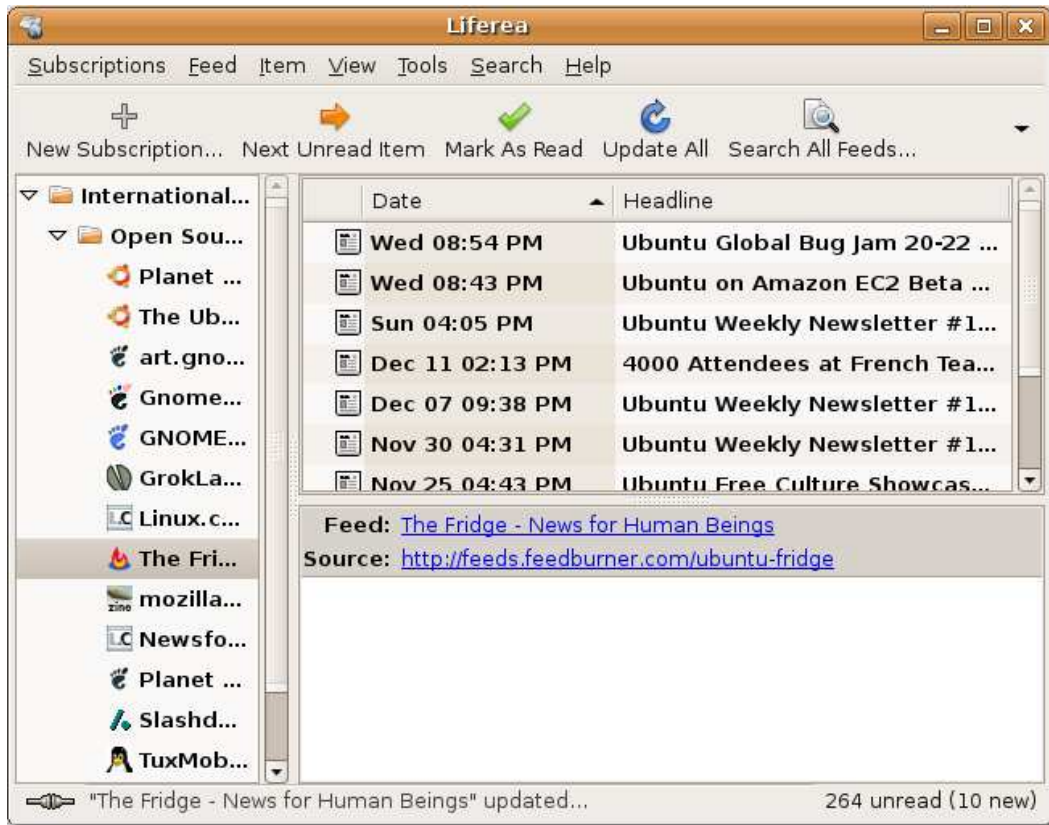 Liferea
Subscriptions Feed Item View Tools Search Help
New Subscription... Next Unread Item Mark As Read Update All Search All Feeds...
International...
Open Sou...
Planet ...
The Ub...
art.gno...
Gnome...
GNOME...
GrokLa...
LC Linux.c...
The Fri...
zine mozilla...
LC Newsfo...
Planet ...
Slashd...
TuxMob...
Date Headline
Wed 08:54 PM Ubuntu Global Bug Jam 20-22 ...
Wed 08:43 PM Ubuntu on Amazon EC2 Beta ...
Sun 04:05 PM Ubuntu Weekly Newsletter #1...
Dec 11 02:13 PM 4000 Attendees at French Tea...
Dec 07 09:38 PM Ubuntu Weekly Newsletter #1...
Nov 30 04:31 PM Ubuntu Weekly Newsletter #1...
Nov 25 04:43 PM Ubuntu Free Culture Showcas...
Feed: The Fridge - News for Human Beings
Source: http://feeds.feedburner.com/ubuntu-fridge
"The Fridge - News for Human Beings" updated... 264 unread (10 new)